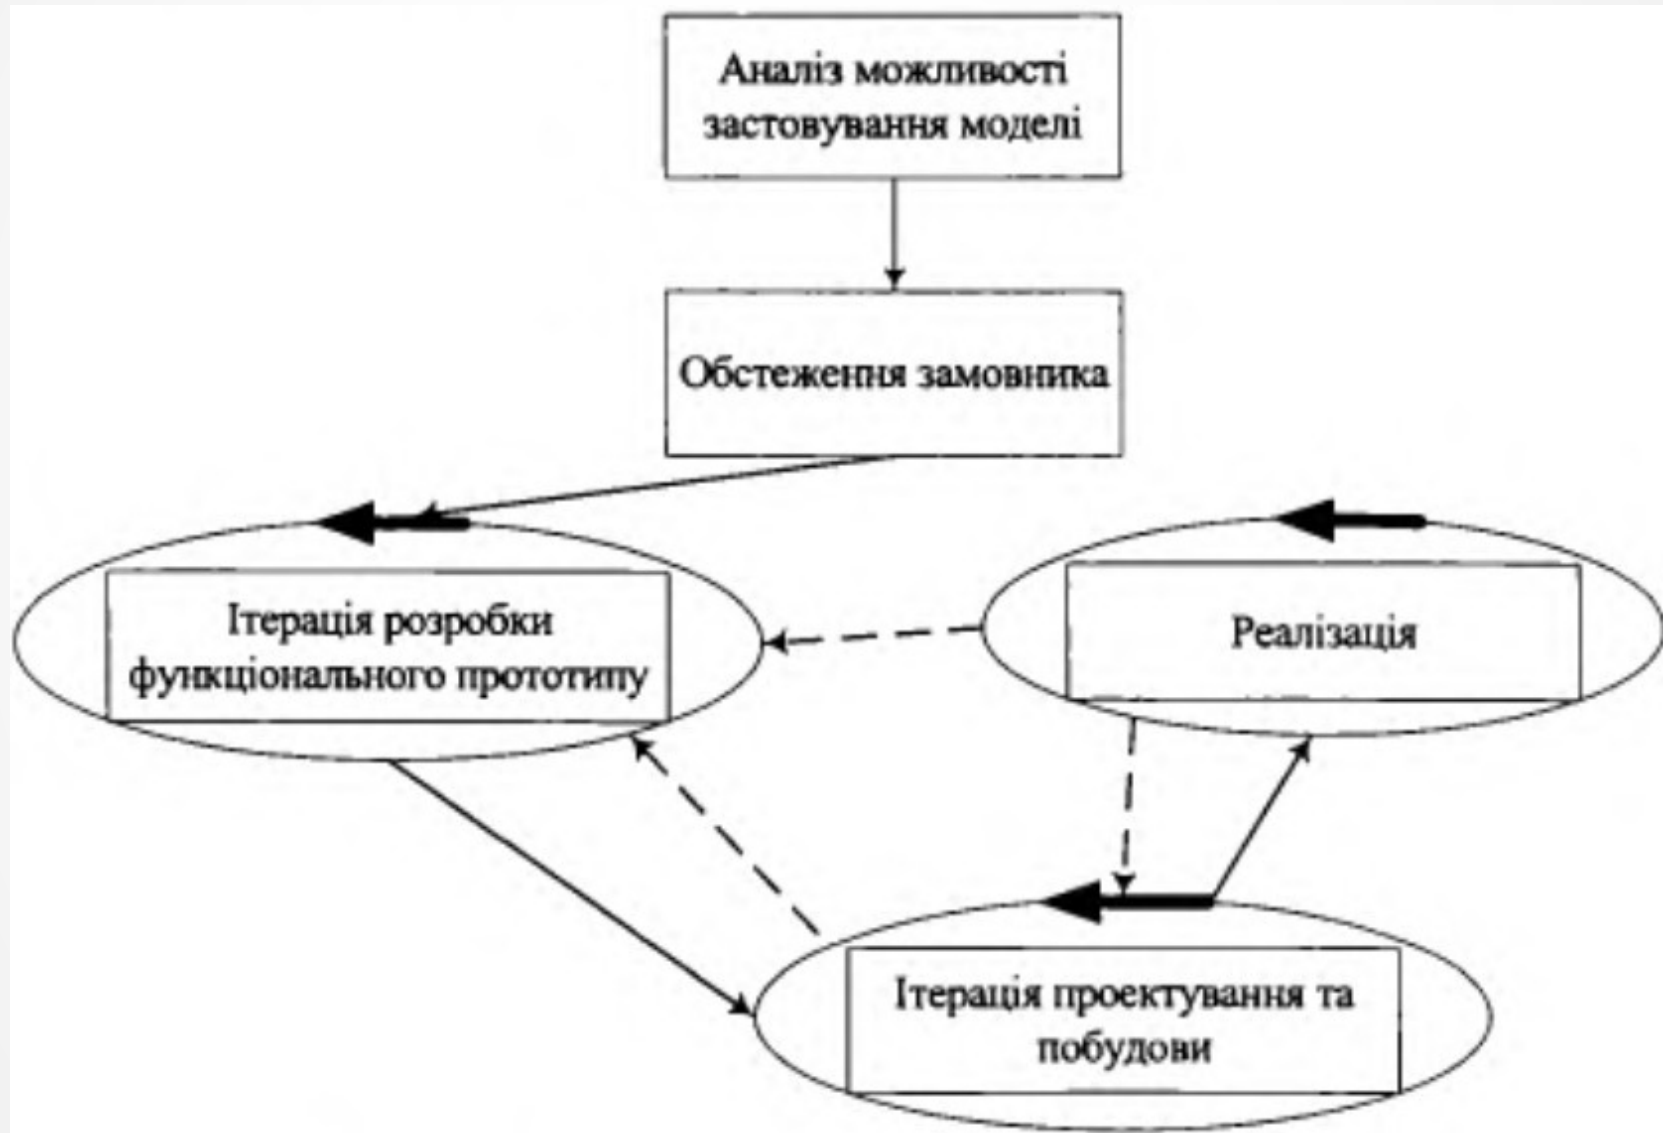 Аналіз можливості
застовування моделі
Обстеження замовника
Ітерація розробки
функціонального прототипу
Реалізація
Ітерація проектування та
побудови